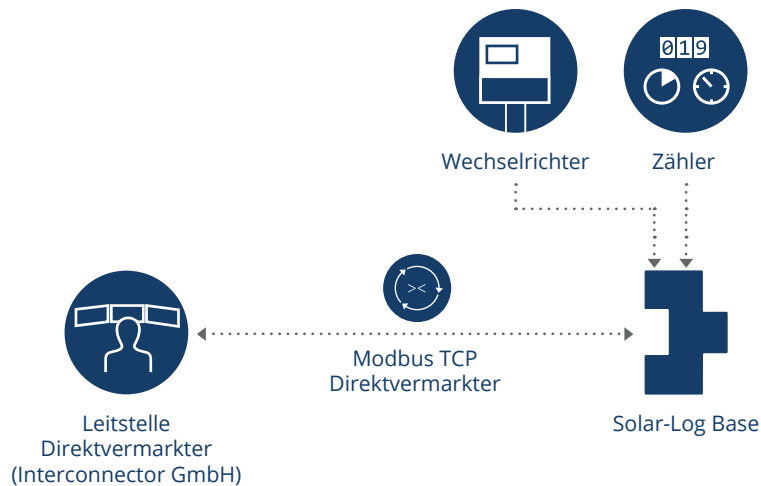 019
Wechselrichter
Zähler
><
Modbus TCP
Direktvermarkter
Leitstelle
Direktvermarkter
(Interconnector GmbH)
Solar-Log Base